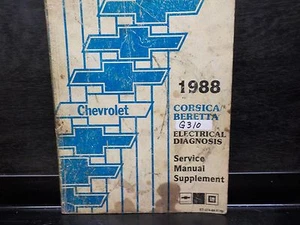 Chevrolet
1988
CORSICA/
BERETTA
G310
ELECTRICAL
DIAGNOSIS
Service
Manual
Supplement